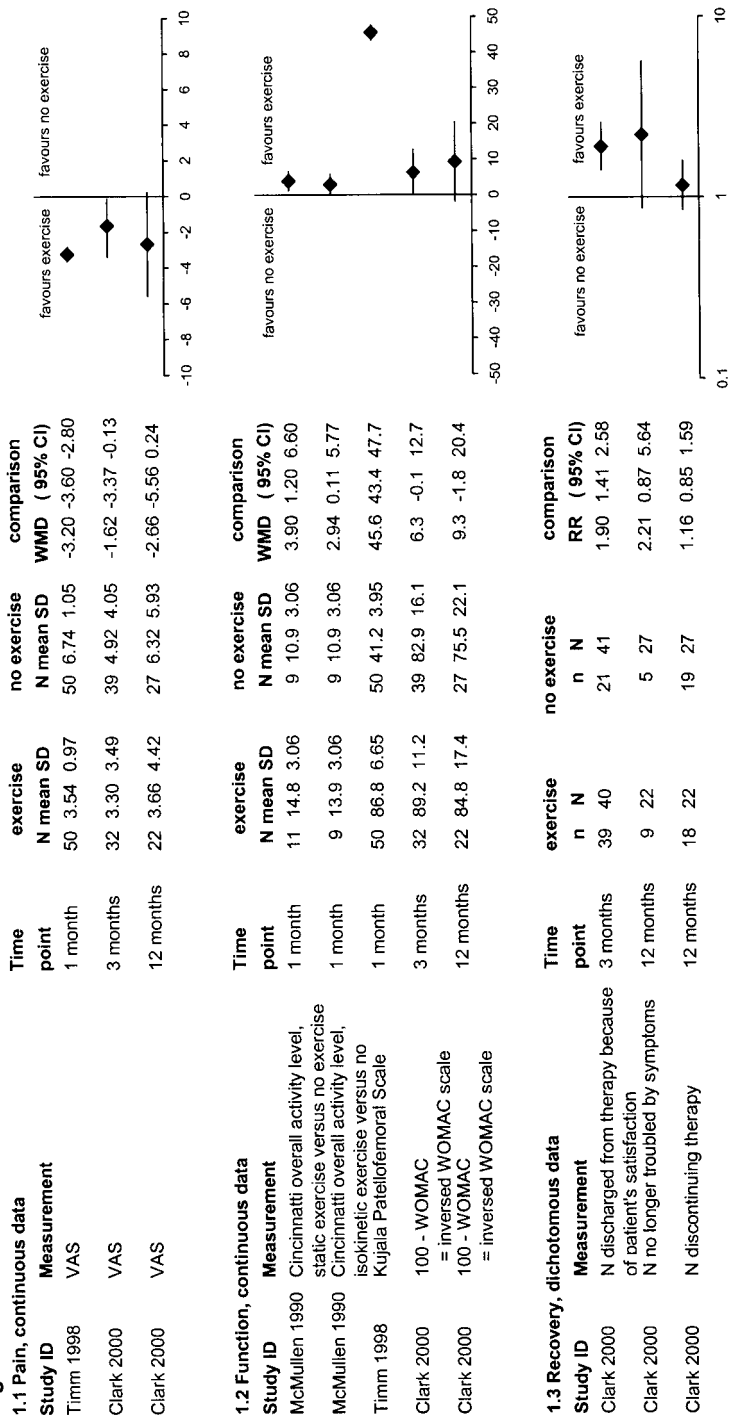 1.1 Pain, continuous data
Study ID Measurement Time point exercise N mean SD no exercise N mean SD comparison WMD ( 95% CI)
Timm 1998 VAS 1 month 50 3.54 0.97 50 6.74 1.05 -3.20 -3.60 -2.80
Clark 2000 VAS 3 months 32 3.30 3.49 39 4.92 4.05 -1.62 -3.37 -0.13
Clark 2000 VAS 12 months 22 3.66 4.42 27 6.32 5.93 -2.66 -5.56 0.24
favours exercise favours no exercise
-10 -8 -6 -4 -2 0 2 4 6 8 10
1.2 Function, continuous data
Study ID Measurement Time point exercise N mean SD no exercise N mean SD comparison WMD ( 95% CI)
McMullen 1990 Cincinnatti overall activity level, 1 month 11 14.8 3.06 9 10.9 3.06 3.90 1.20 6.60
static exercise versus no exercise
McMullen 1990 Cincinnatti overall activity level, 1 month 9 13.9 3.06 9 10.9 3.06 2.94 0.11 5.77
isokinetic exercise versus no
Timm 1998 Kujala Patellofemoral Scale 1 month 50 86.8 6.65 50 41.2 3.95 45.6 43.4 47.7
Clark 2000 100 - WOMAC 3 months 32 89.2 11.2 39 82.9 16.1 6.3 -0.1 12.7
= inversed WOMAC scale
Clark 2000 100 - WOMAC 12 months 22 84.8 17.4 27 75.5 22.1 9.3 -1.8 20.4
= inversed WOMAC scale
favours no exercise favours exercise
-50 -40 -30 -20 -10 0 10 20 30 40 50
1.3 Recovery, dichotomous data
Study ID Measurement Time point exercise n N no exercise n N comparison RR ( 95% CI)
Clark 2000 N discharged from therapy because 3 months 39 40 21 41 1.90 1.41 2.58
of patient's satisfaction
Clark 2000 N no longer troubled by symptoms 12 months 9 22 5 27 2.21 0.87 5.64
Clark 2000 N discontinuing therapy 12 months 18 22 19 27 1.16 0.85 1.59
favours no exercise favours exercise
0.1 1 10